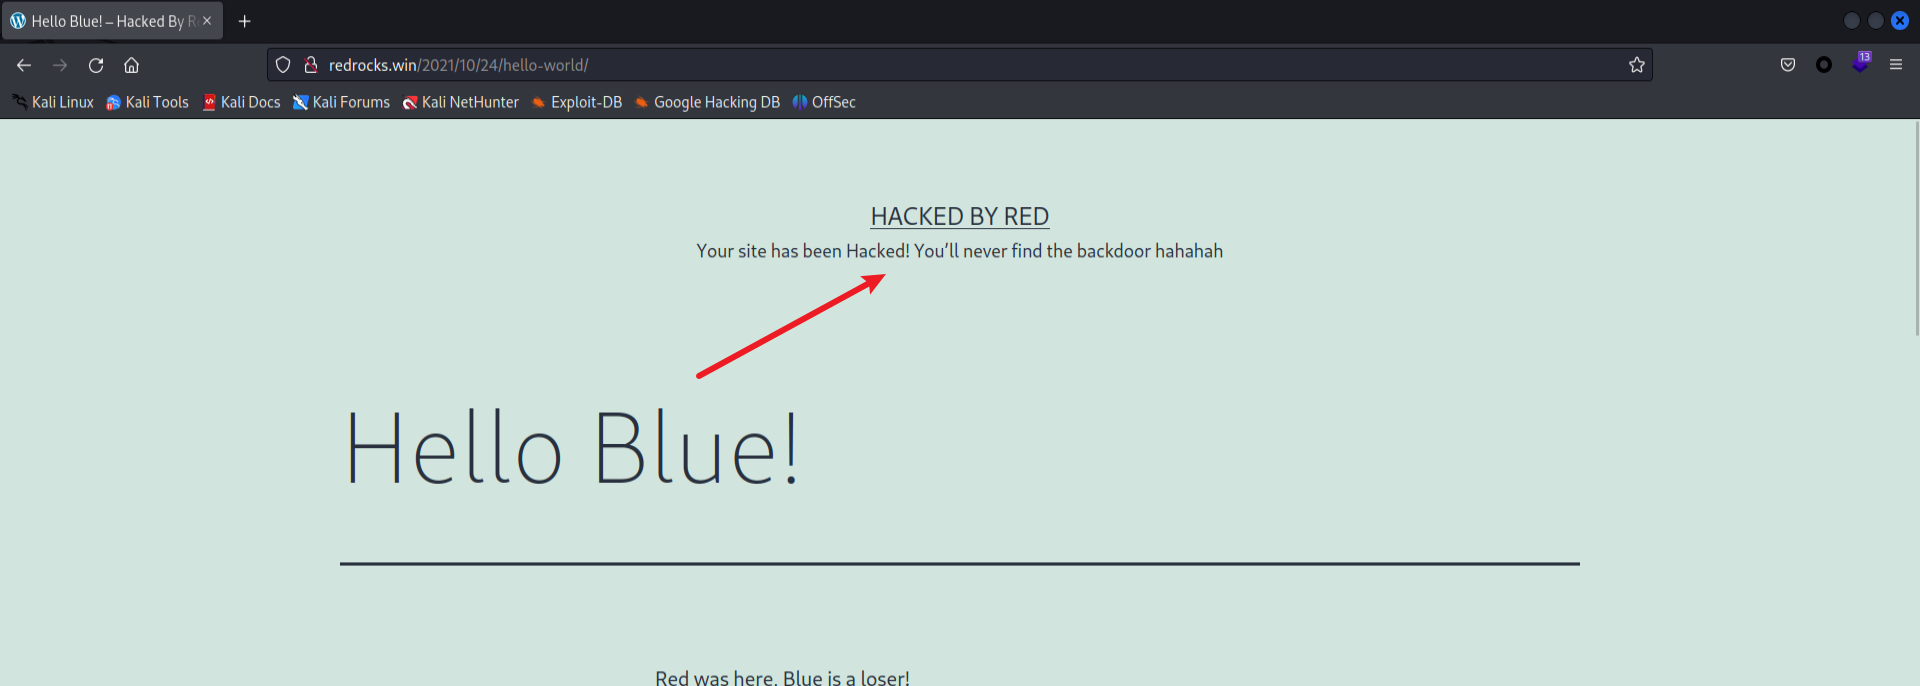 Hello Blue! – Hacked By R
redrocks.win/2021/10/24/hello-world/
13
Kali Linux Kali Tools Kali Docs Kali Forums Kali NetHunter Exploit-DB Google Hacking DB OffSec
HACKED BY RED
Your site has been Hacked! You’ll never find the backdoor hahahah
Hello Blue!
Red was here. Blue is a loser!